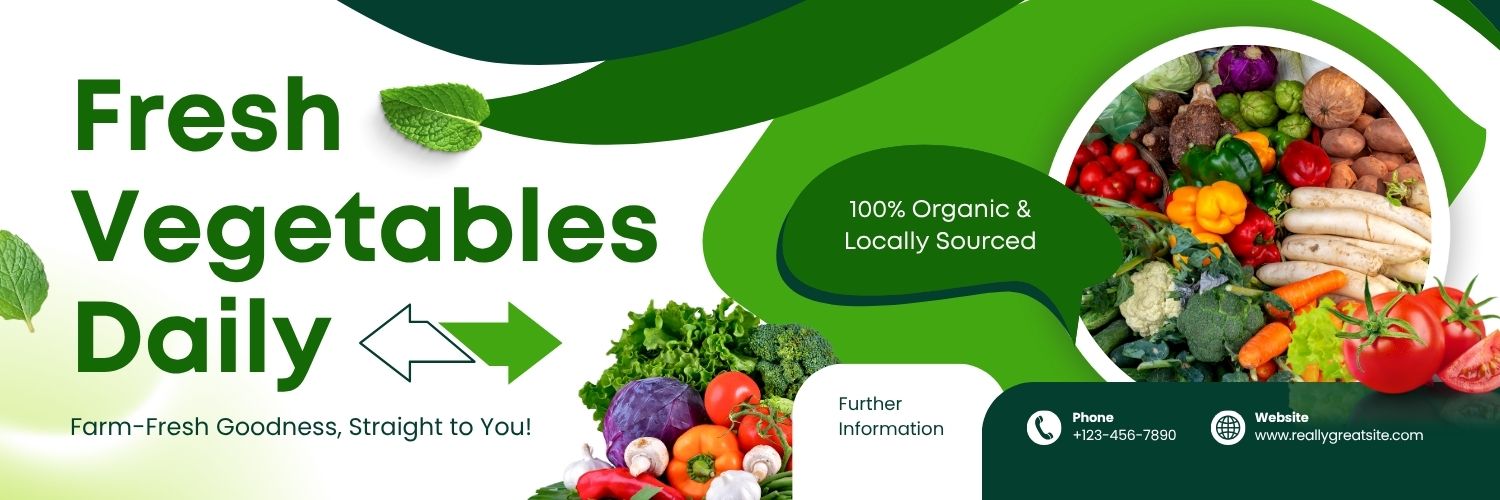 Fresh
Vegetables
Daily
Farm-Fresh Goodness, Straight to You!
100% Organic &
Locally Sourced
Further
Information
Phone
+123-456-7890
Website
www.reallygreatsite.com